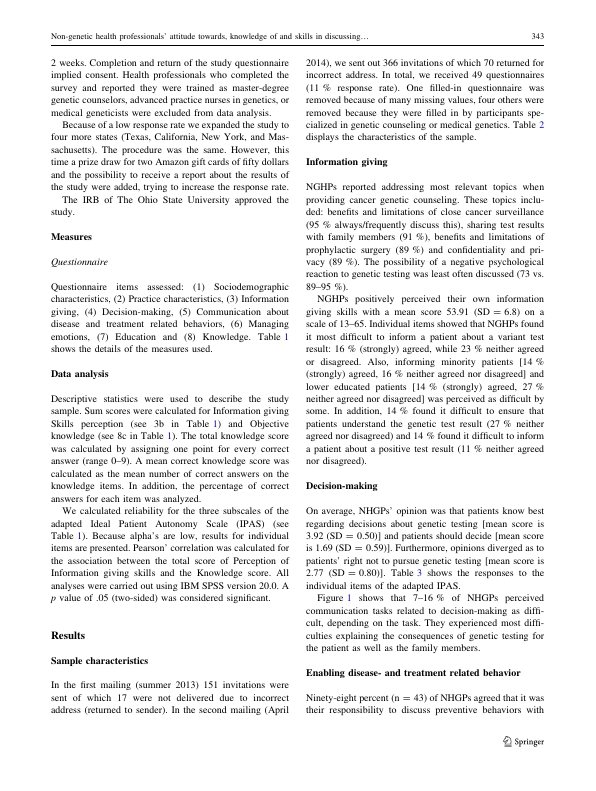 Non-genetic health professionals' attitude towards, knowledge of and skills in discussing… 343
2 weeks. Completion and return of the study questionnaire
implied consent. Health professionals who completed the
survey and reported they were trained as master-degree
genetic counselors, advanced practice nurses in genetics, or
medical geneticists were excluded from data analysis.
Because of a low response rate we expanded the study to
four more states (Texas, California, New York, and Mas-
sachusetts). The procedure was the same. However, this
time a prize draw for two Amazon gift cards of fifty dollars
and the possibility to receive a report about the results of
the study were added, trying to increase the response rate.
The IRB of The Ohio State University approved the
study.
Measures
Questionnaire
Questionnaire items assessed: (1) Sociodemographic
characteristics, (2) Practice characteristics, (3) Information
giving, (4) Decision-making, (5) Communication about
disease and treatment related behaviors, (6) Managing
emotions, (7) Education and (8) Knowledge. Table 1
shows the details of the measures used.
Data analysis
Descriptive statistics were used to describe the study
sample. Sum scores were calculated for Information giving
Skills perception (see 3b in Table 1) and Objective
knowledge (see 8c in Table 1). The total knowledge score
was calculated by assigning one point for every correct
answer (range 0–9). A mean correct knowledge score was
calculated as the mean number of correct answers on the
knowledge items. In addition, the percentage of correct
answers for each item was analyzed.
We calculated reliability for the three subscales of the
adapted Ideal Patient Autonomy Scale (IPAS) (see
Table 1). Because alpha's are low, results for individual
items are presented. Pearson' correlation was calculated for
the association between the total score of Perception of
Information giving skills and the Knowledge score. All
analyses were carried out using IBM SPSS version 20.0. A
p value of .05 (two-sided) was considered significant.
Results
Sample characteristics
In the first mailing (summer 2013) 151 invitations were
sent of which 17 were not delivered due to incorrect
address (returned to sender). In the second mailing (April
2014), we sent out 366 invitations of which 70 returned for
incorrect address. In total, we received 49 questionnaires
(11 % response rate). One filled-in questionnaire was
removed because of many missing values, four others were
removed because they were filled in by participants spe-
cialized in genetic counseling or medical genetics. Table 2
displays the characteristics of the sample.
Information giving
NGHPs reported addressing most relevant topics when
providing cancer genetic counseling. These topics inclu-
ded: benefits and limitations of close cancer surveillance
(95 % always/frequently discuss this), sharing test results
with family members (91 %), benefits and limitations of
prophylactic surgery (89 %) and confidentiality and pri-
vacy (89 %). The possibility of a negative psychological
reaction to genetic testing was least often discussed (73 vs.
89–95 %).
NGHPs positively perceived their own information
giving skills with a mean score 53.91 (SD = 6.8) on a
scale of 13–65. Individual items showed that NGHPs found
it most difficult to inform a patient about a variant test
result: 16 % (strongly) agreed, while 23 % neither agreed
or disagreed. Also, informing minority patients [14 %
(strongly) agreed, 16 % neither agreed nor disagreed] and
lower educated patients [14 % (strongly) agreed, 27 %
neither agreed nor disagreed] was perceived as difficult by
some. In addition, 14 % found it difficult to ensure that
patients understand the genetic test result (27 % neither
agreed nor disagreed) and 14 % found it difficult to inform
a patient about a positive test result (11 % neither agreed
nor disagreed).
Decision-making
On average, NGHPs' opinion was that patients know best
regarding decisions about genetic testing [mean score is
3.92 (SD = 0.50)] and patients should decide [mean score
is 1.69 (SD = 0.59)]. Furthermore, opinions diverged as to
patients' right not to pursue genetic testing [mean score is
2.77 (SD = 0.80)]. Table 3 shows the responses to the
individual items of the adapted IPAS.
Figure 1 shows that 7–16 % of NHGPs perceived
communication tasks related to decision-making as diffi-
cult, depending on the task. They experienced most diffi-
culties explaining the consequences of genetic testing for
the patient as well as the family members.
Enabling disease- and treatment related behavior
Ninety-eight percent (n = 43) of NHGPs agreed that it was
their responsibility to discuss preventive behaviors with
Springer